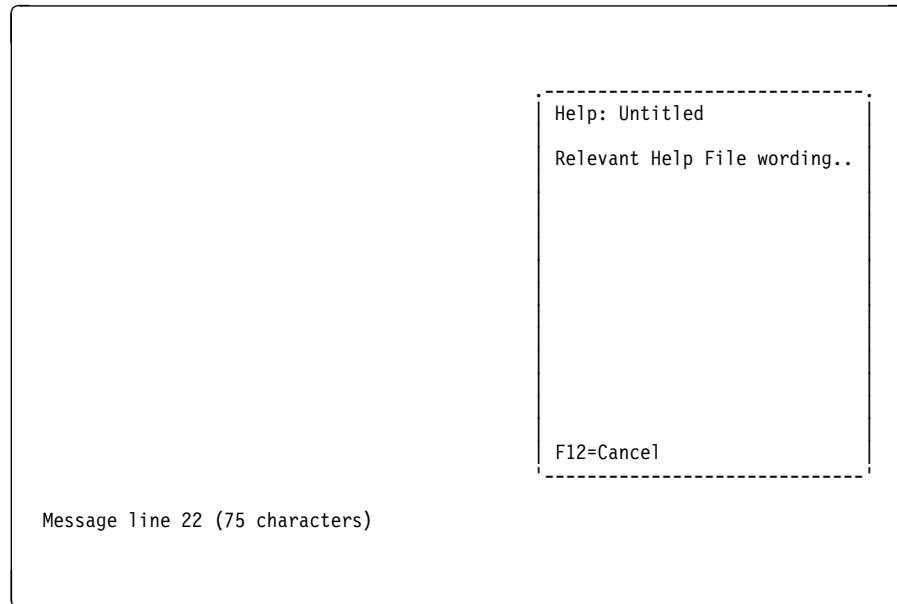 Help: Untitled
Relevant Help File wording..
F12=Cancel
Message line 22 (75 characters)